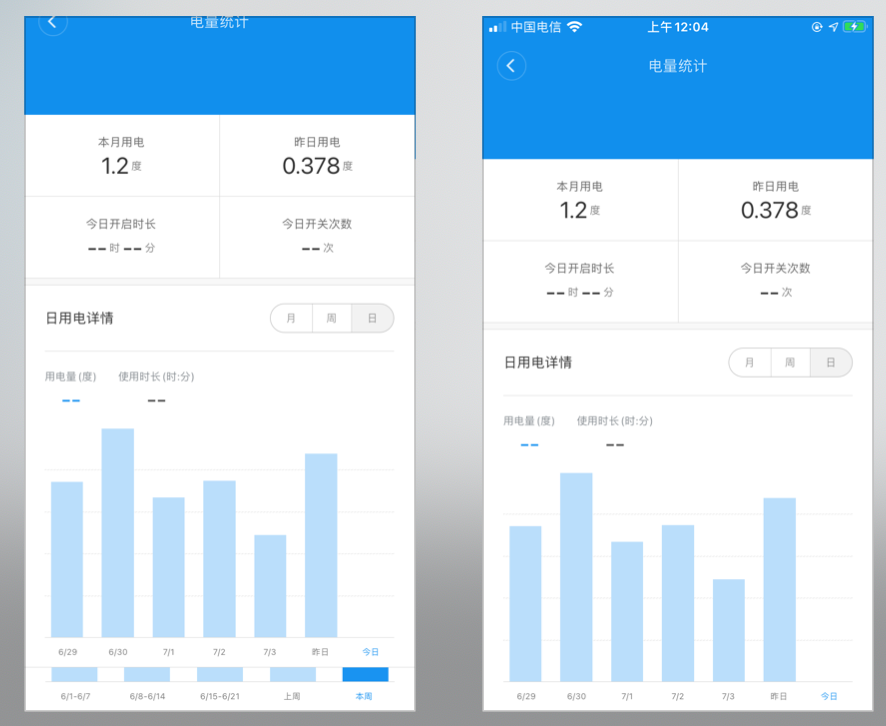 电量统计
本月用电
1.2 度
昨日用电
0.378 度
今日开启时长
-- 时 -- 分
今日开关次数
-- 次
日用电详情
月 周 日
用电量(度) 使用时长(时:分)
-- --
6/29 6/30 7/1 7/2 7/3 昨日 今日
6/1-6/7 6/8-6/14 6/15-6/21 上周 本周
中国电信 上午12:04
电量统计
本月用电
1.2 度
昨日用电
0.378 度
今日开启时长
-- 时 -- 分
今日开关次数
-- 次
日用电详情
月 周 日
用电量(度) 使用时长(时:分)
-- --
6/29 6/30 7/1 7/2 7/3 昨日 今日